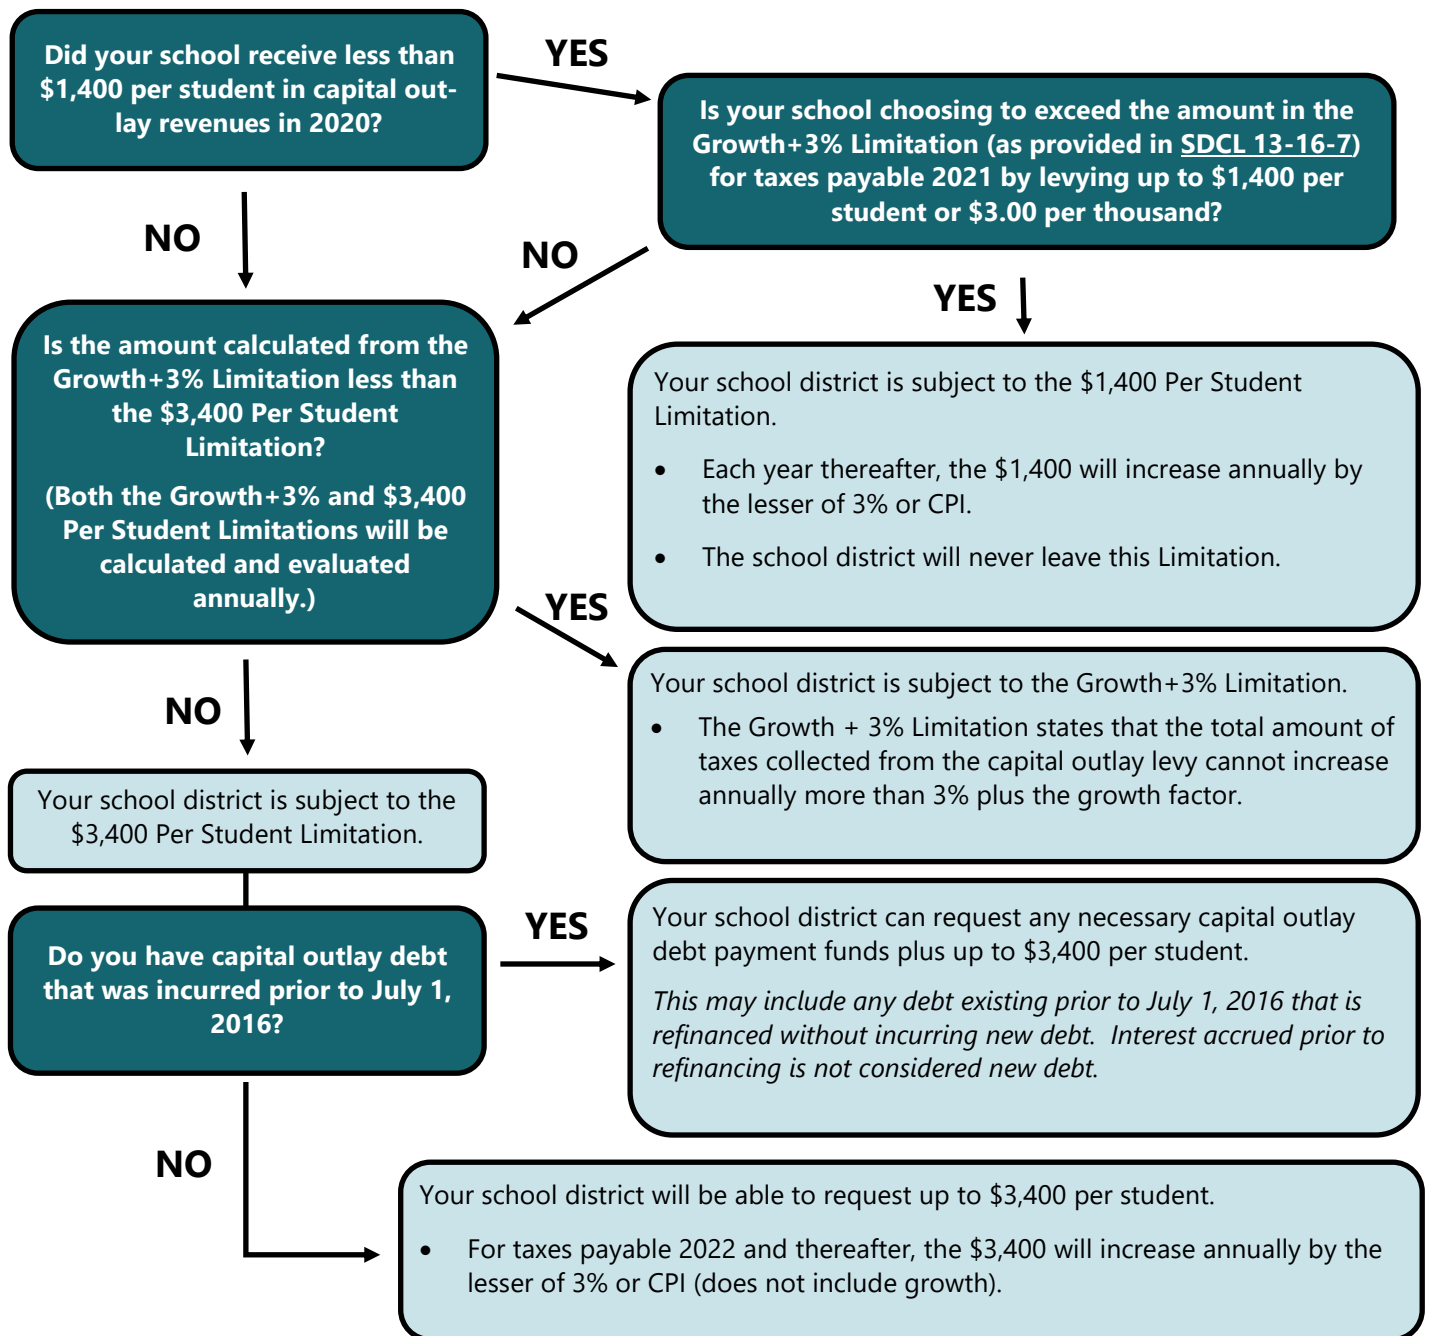 Did your school receive less than
$1,400 per student in capital out-
lay revenues in 2020?
YES
Is your school choosing to exceed the amount in the
Growth+3% Limitation (as provided in SDCL 13-16-7)
for taxes payable 2021 by levying up to $1,400 per
student or $3.00 per thousand?
NO
NO
YES
Is the amount calculated from the
Growth+3% Limitation less than
the $3,400 Per Student
Limitation?
(Both the Growth+3% and $3,400
Per Student Limitations will be
calculated and evaluated
annually.)
Your school district is subject to the $1,400 Per Student
Limitation.
• Each year thereafter, the $1,400 will increase annually by
the lesser of 3% or CPI.
• The school district will never leave this Limitation.
YES
NO
Your school district is subject to the Growth+3% Limitation.
• The Growth + 3% Limitation states that the total amount of
taxes collected from the capital outlay levy cannot increase
annually more than 3% plus the growth factor.
Your school district is subject to the
$3,400 Per Student Limitation.
Do you have capital outlay debt
that was incurred prior to July 1,
2016?
YES
Your school district can request any necessary capital outlay
debt payment funds plus up to $3,400 per student.
This may include any debt existing prior to July 1, 2016 that is
refinanced without incurring new debt. Interest accrued prior to
refinancing is not considered new debt.
NO
Your school district will be able to request up to $3,400 per student.
• For taxes payable 2022 and thereafter, the $3,400 will increase annually by the
lesser of 3% or CPI (does not include growth).